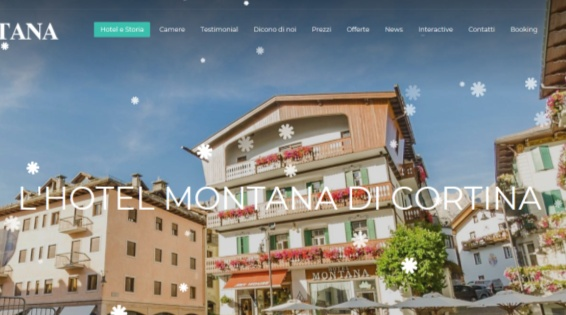 TANA
Hotel e Storia Camere Testimonial Dicono di noi Prezzi Offerte News Interactive Contatti Booking
L'HOTEL MONTANA DI CORTINA
MONTANA